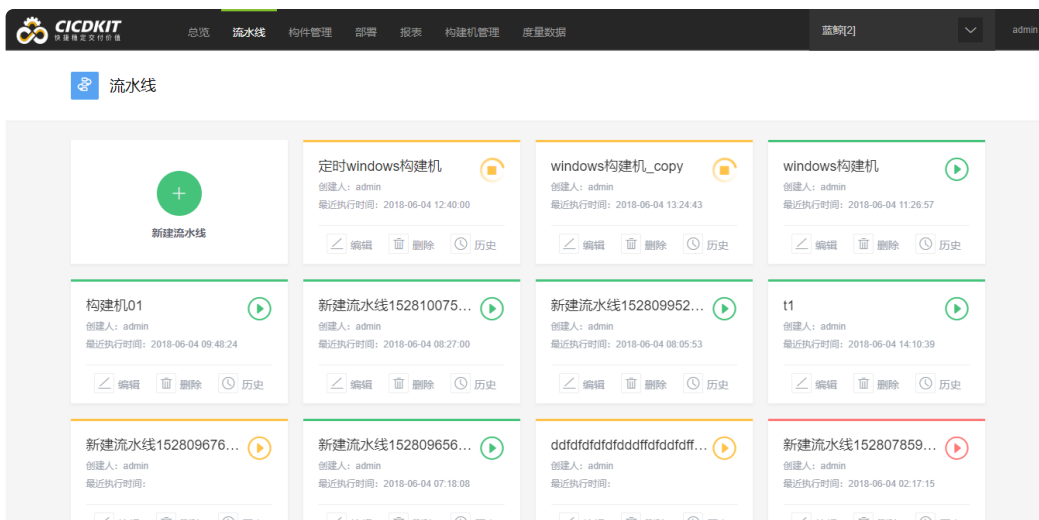 CICDKIT
快捷稳定交付价值
总览 流水线 构件管理 部署 报表 构建机管理 度量数据 蓝鲸[2] admin
流水线
新建流水线
定时windows构建机
创建人: admin
最近执行时间: 2018-06-04 12:40:00
编辑 删除 历史
windows构建机_copy
创建人: admin
最近执行时间: 2018-06-04 13:24:43
编辑 删除 历史
windows构建机
创建人: admin
最近执行时间: 2018-06-04 11:26:57
编辑 删除 历史
构建机01
创建人: admin
最近执行时间: 2018-06-04 09:48:24
编辑 删除 历史
新建流水线152810075...
创建人: admin
最近执行时间: 2018-06-04 08:27:00
编辑 删除 历史
新建流水线152809952...
创建人: admin
最近执行时间: 2018-06-04 08:05:53
编辑 删除 历史
t1
创建人: admin
最近执行时间: 2018-06-04 14:10:39
编辑 删除 历史
新建流水线152809676...
创建人: admin
最近执行时间:
新建流水线152809656...
创建人: admin
最近执行时间: 2018-06-04 07:18:08
ddfdfdfdfdfdddffdfddfdff...
创建人: admin
最近执行时间:
新建流水线152807859...
创建人: admin
最近执行时间: 2018-06-04 02:17:15